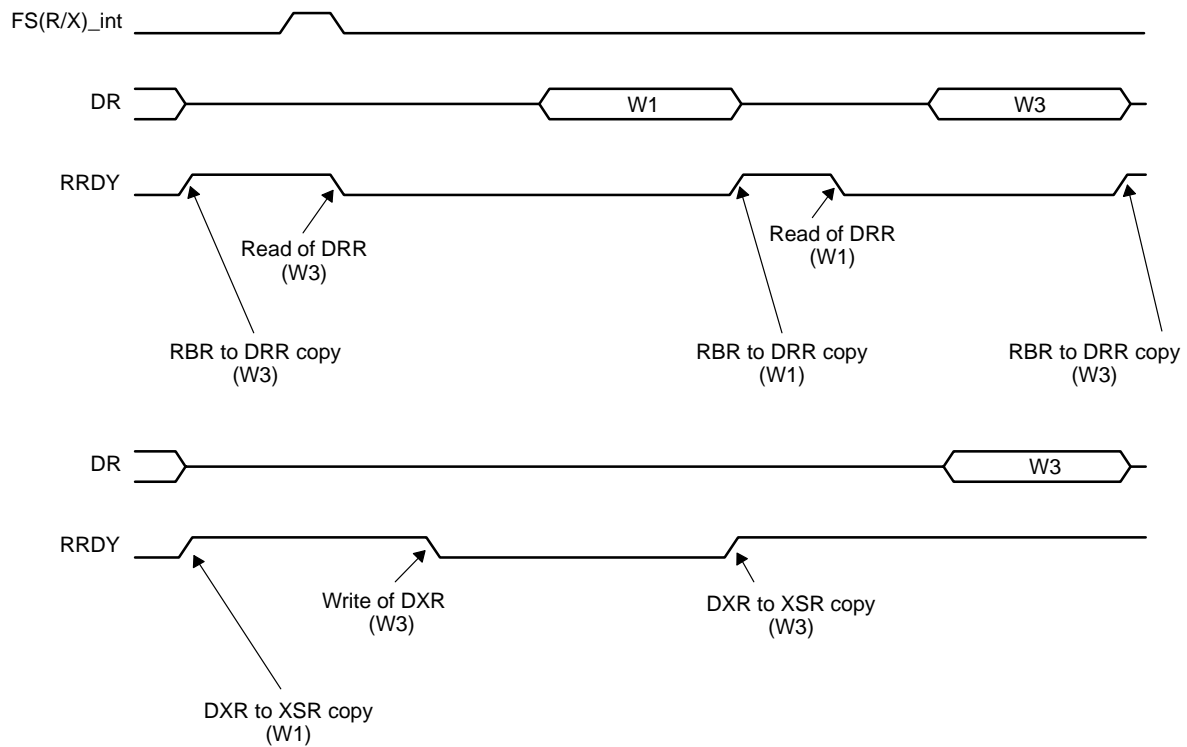 FS(R/X)_int
DR
W1
W3
RRDY
Read of DRR
(W3)
Read of DRR
(W1)
RBR to DRR copy
(W3)
RBR to DRR copy
(W1)
RBR to DRR copy
(W3)
DR
W3
RRDY
Write of DXR
(W3)
DXR to XSR copy
(W3)
DXR to XSR copy
(W1)